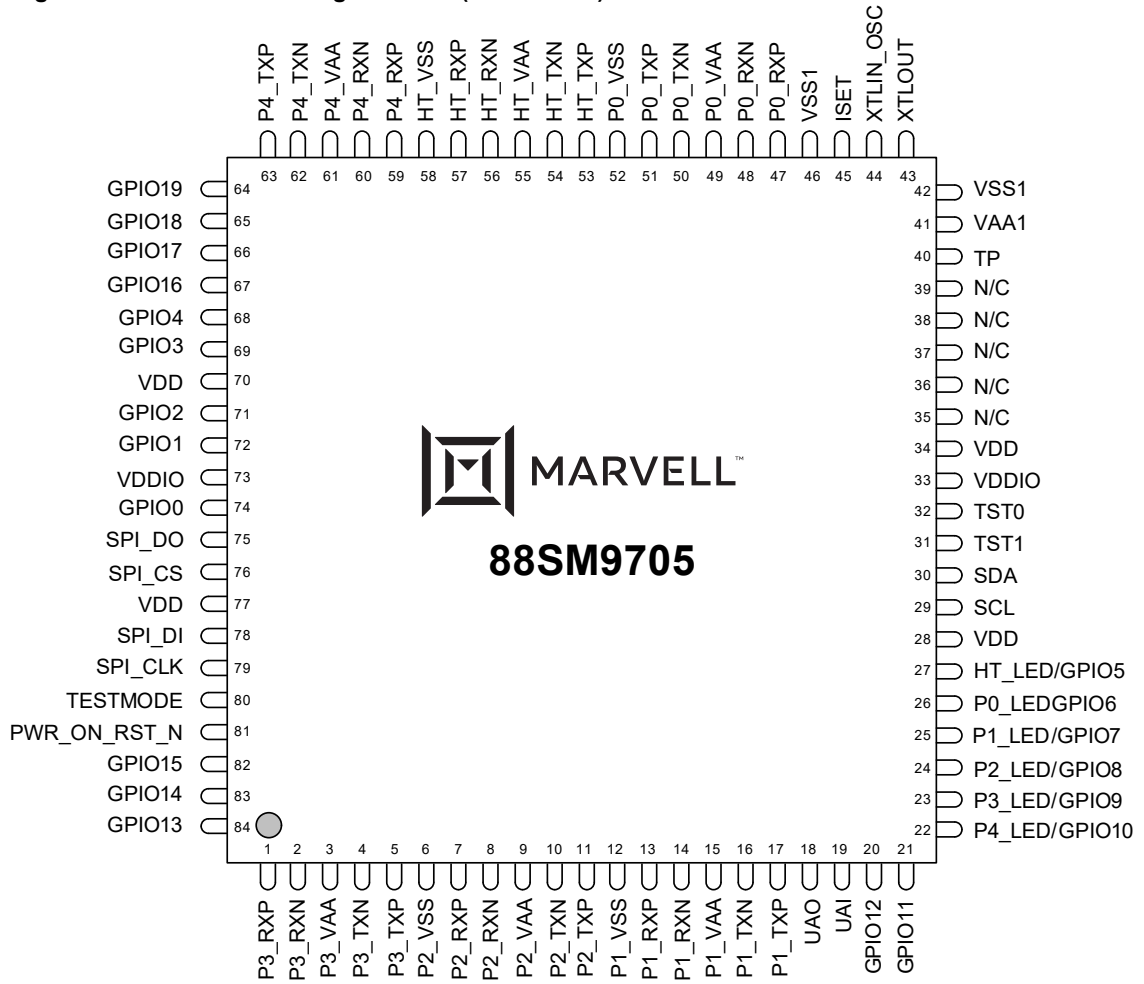 P4_TXP
P4_TXN
P4_VAA
P4_RXN
P4_RXP
HT_VSS
HT_RXP
HT_RXN
HT_VAA
HT_TXN
HT_TXP
P0_VSS
P0_TXP
P0_TXN
P0_VAA
P0_RXN
P0_RXP
VSS1
ISET
XTLIN_OSC
XTLOUT
63 62 61 60 59 58 57 56 55 54 53 52 51 50 49 48 47 46 45 44 43
GPIO19 64
GPIO18 65
GPIO17 66
GPIO16 67
GPIO4 68
GPIO3 69
VDD 70
GPIO2 71
GPIO1 72
VDDIO 73
GPIO0 74
SPI_DO 75
SPI_CS 76
VDD 77
SPI_DI 78
SPI_CLK 79
TESTMODE 80
PWR_ON_RST_N 81
GPIO15 82
GPIO14 83
GPIO13 84
MARVELL™
88SM9705
42 VSS1
41 VAA1
40 TP
39 N/C
38 N/C
37 N/C
36 N/C
35 N/C
34 VDD
33 VDDIO
32 TST0
31 TST1
30 SDA
29 SCL
28 VDD
27 HT_LED/GPIO5
26 P0_LEDGPIO6
25 P1_LED/GPIO7
24 P2_LED/GPIO8
23 P3_LED/GPIO9
22 P4_LED/GPIO10
1 2 3 4 5 6 7 8 9 10 11 12 13 14 15 16 17 18 19 20 21
P3_RXP
P3_RXN
P3_VAA
P3_TXN
P3_TXP
P2_VSS
P2_RXP
P2_RXN
P2_VAA
P2_TXN
P2_TXP
P1_VSS
P1_RXP
P1_RXN
P1_VAA
P1_TXN
P1_TXP
UAO
UAI
GPIO12
GPIO11